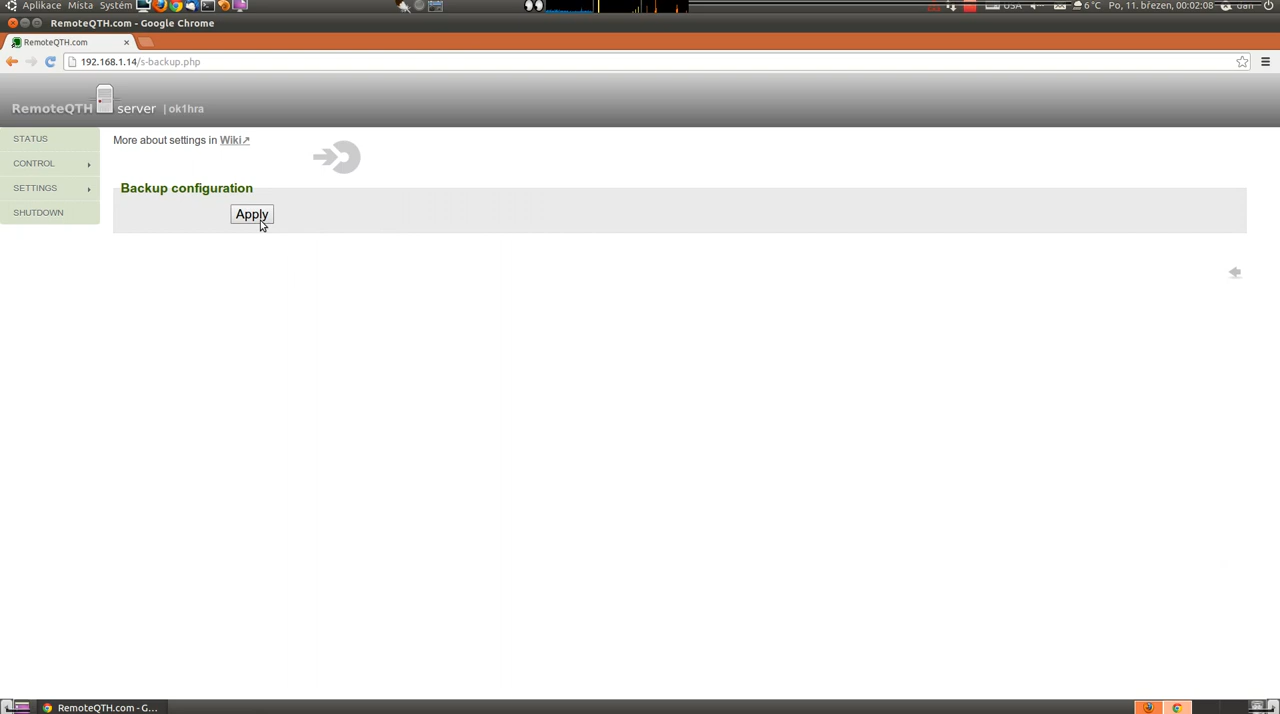 Aplikace Místa Systém
USA
6 °C
Po, 11. březen, 00:02:08
dan
RemoteQTH.com - Google Chrome
RemoteQTH.com
192.168.1.14/s-backup.php
RemoteQTH server | ok1hra
STATUS
CONTROL
SETTINGS
SHUTDOWN
More about settings in Wiki↗
Backup configuration
Apply
RemoteQTH.com - G...